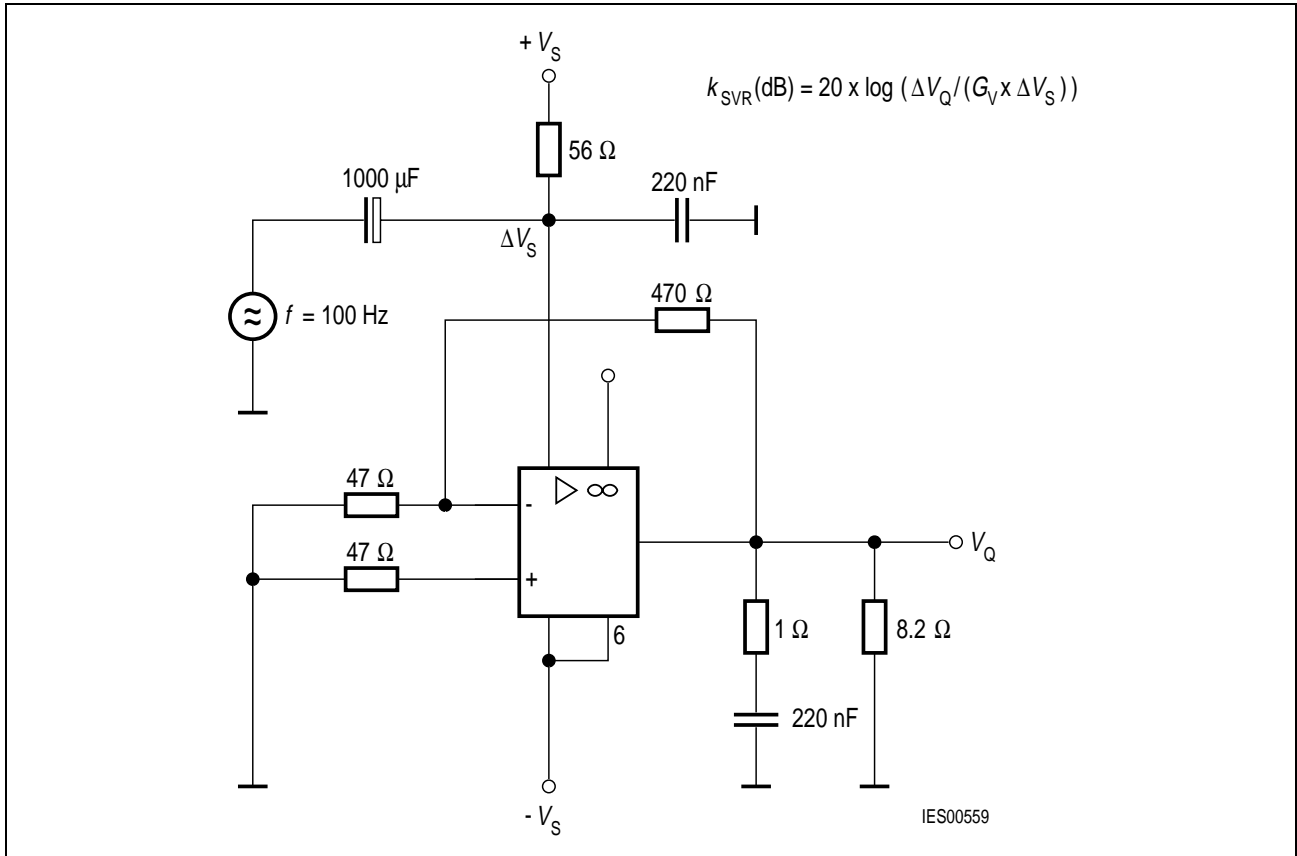 + V_S
k_SVR(dB) = 20 x log (ΔV_Q/(G_V x ΔV_S))
56 Ω
1000 μF
220 nF
ΔV_S
470 Ω
≈
f = 100 Hz
47 Ω
▷ ∞
-
47 Ω
+
V_Q
6
1 Ω
8.2 Ω
220 nF
- V_S
IES00559